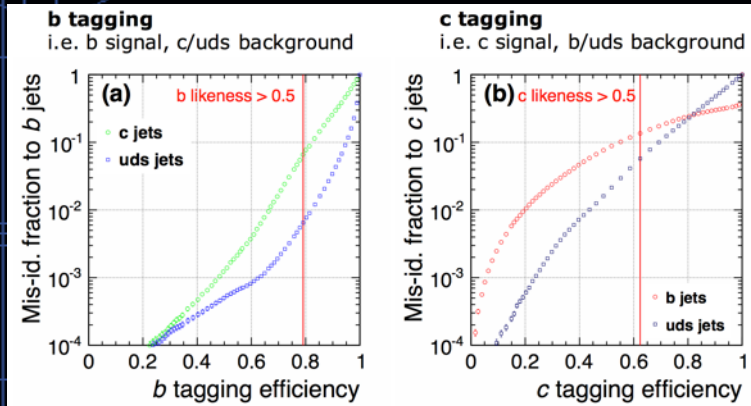 b tagging
i.e. b signal, c/uds background
Mis-id. fraction to b jets
1
10⁻¹
10⁻²
10⁻³
10⁻⁴
(a)
b likeness > 0.5
c jets
uds jets
0 0.2 0.4 0.6 0.8 1
b tagging efficiency
c tagging
i.e. c signal, b/uds background
Mis-id. fraction to c jets
1
10⁻¹
10⁻²
10⁻³
10⁻⁴
(b)
c likeness > 0.5
b jets
uds jets
0 0.2 0.4 0.6 0.8 1
c tagging efficiency